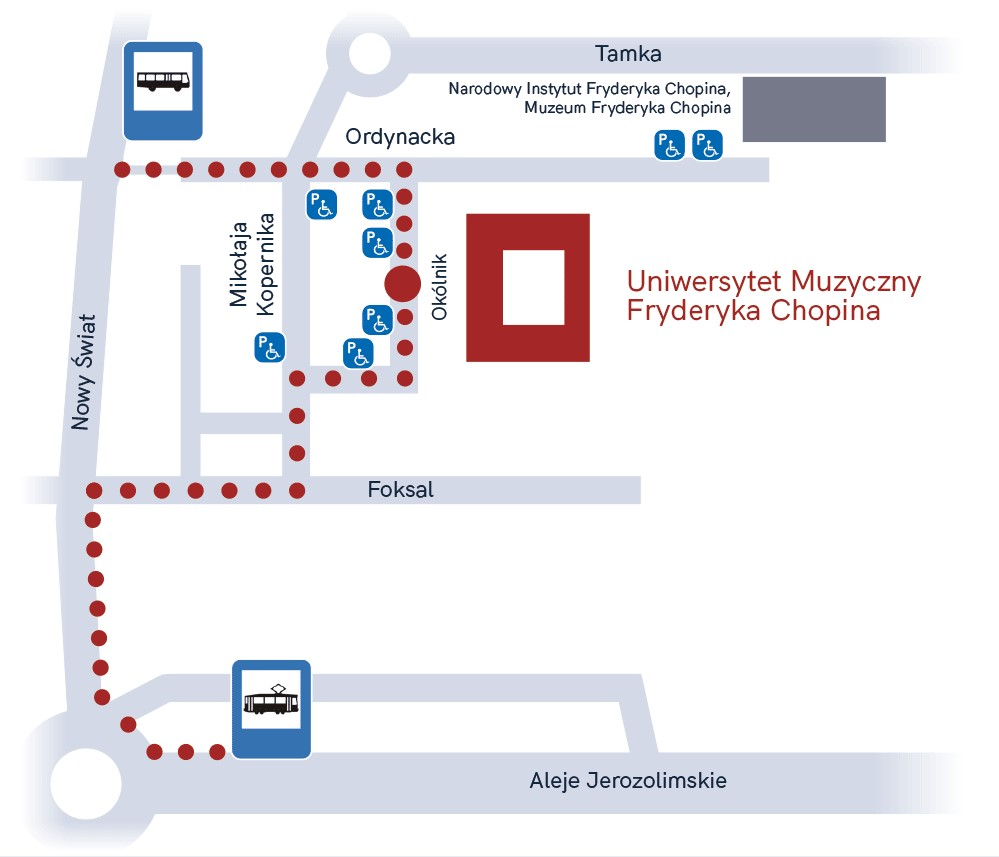 Tamka
Narodowy Instytut Fryderyka Chopina,
Muzeum Fryderyka Chopina
Ordynacka
P
P
P
P
P
Mikołaja
Kopernika
Okólnik
Uniwersytet Muzyczny
Fryderyka Chopina
P
P
P
Nowy Świat
Foksal
Aleje Jerozolimskie